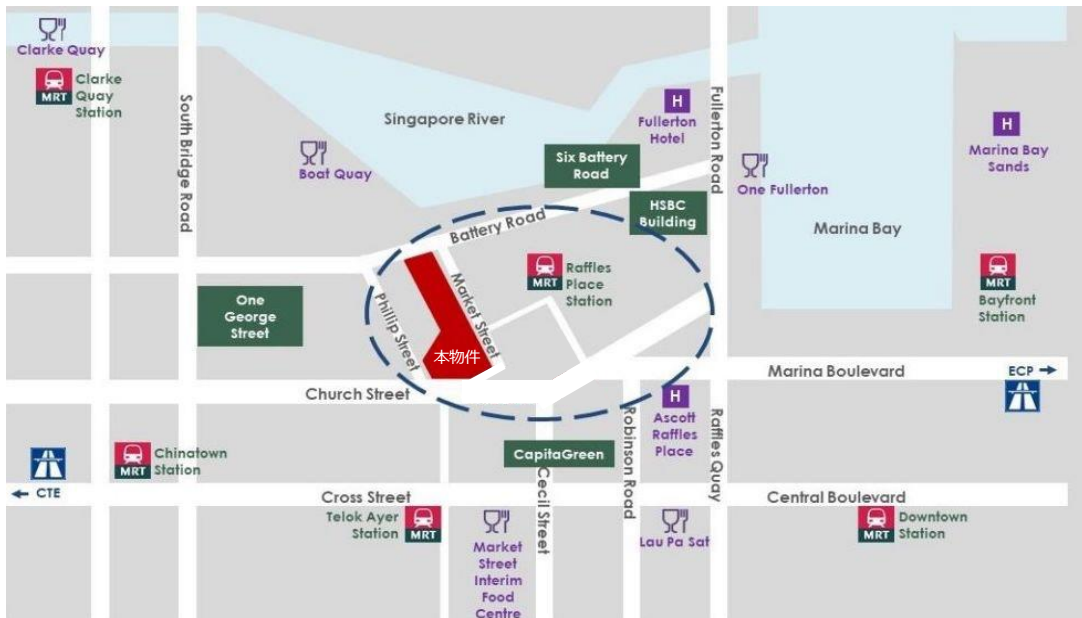 Clarke Quay
MRT
Clarke
Quay
Station
South Bridge Road
Singapore River
Boat Quay
H
Fullerton
Hotel
Fullerton Road
Six Battery
Road
HSBC
Building
One Fullerton
H
Marina Bay
Sands
Marina Bay
Battery Road
MRT
Raffles
Place
Station
MRT
Bayfront
Station
One
George
Street
Phillip Street
Market Street
本物件
Church Street
Marina Boulevard
ECP
H
Ascott
Raffles
Place
Robinson Road
Raffles Quay
CapitaGreen
Cecil Street
MRT
Chinatown
Station
CTE
Cross Street
Central Boulevard
Telok Ayer
Station
MRT
Market
Street
Interim
Food
Centre
Lau Pa Sat
MRT
Downtown
Station